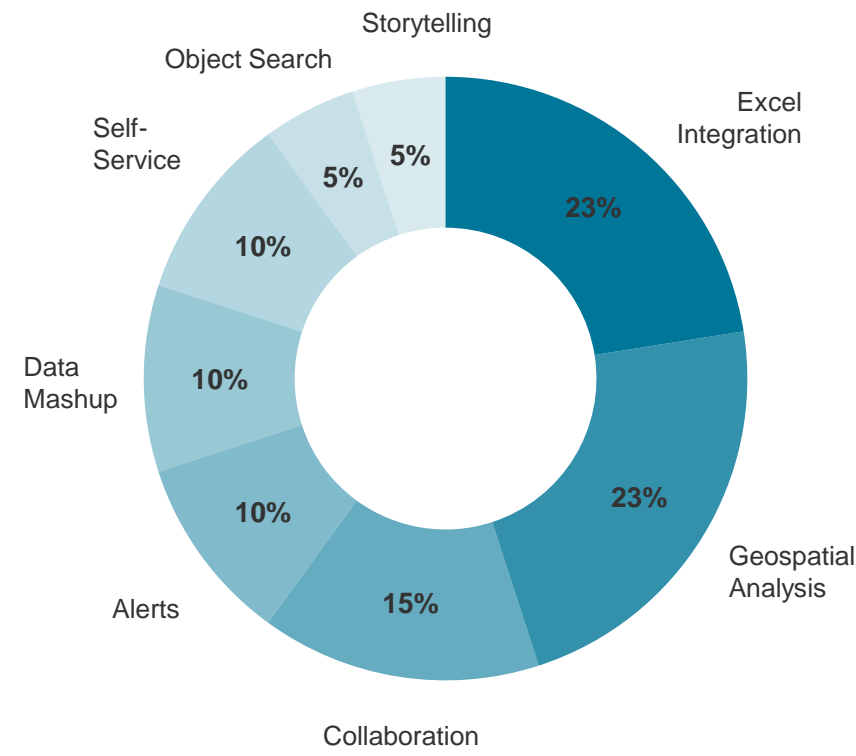 Storytelling
Object Search
Excel
Integration
Self-
Service
5%
5%
23%
10%
Data
Mashup
10%
23%
10%
Geospatial
Analysis
15%
Alerts
Collaboration